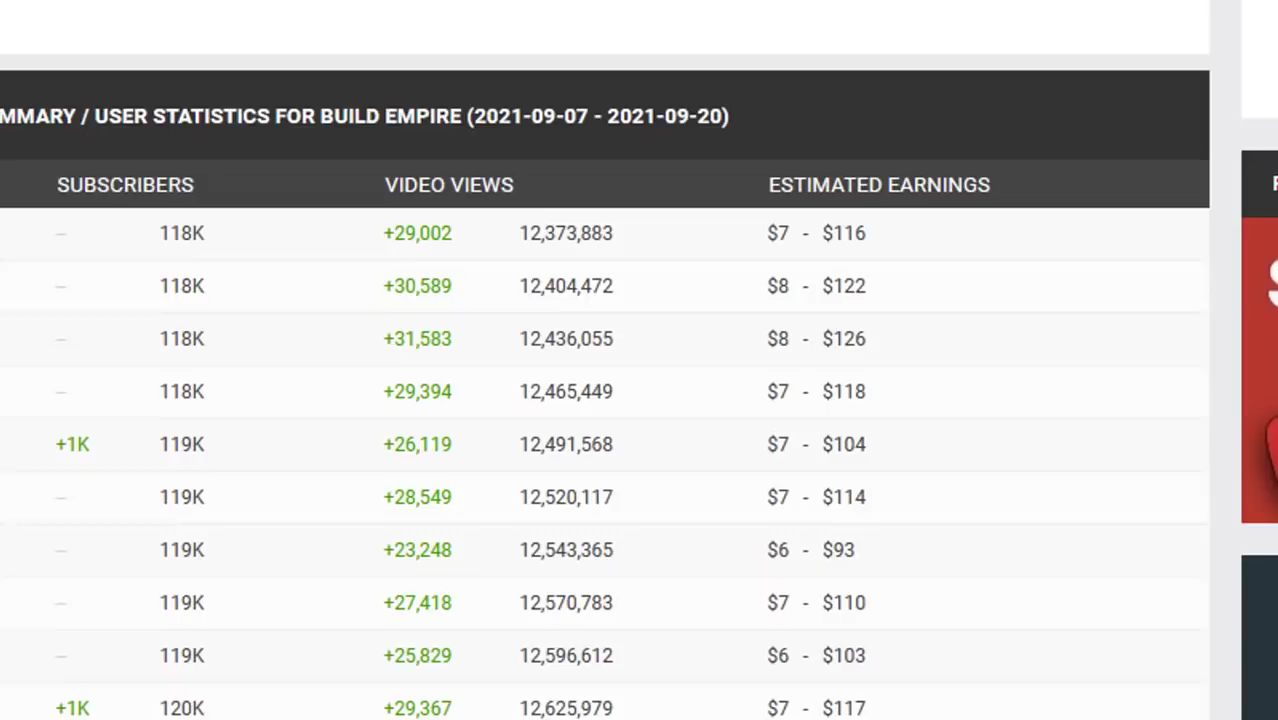 MMARY / USER STATISTICS FOR BUILD EMPIRE (2021-09-07 - 2021-09-20)
SUBSCRIBERS VIDEO VIEWS ESTIMATED EARNINGS
– 118K +29,002 12,373,883 $7 - $116
– 118K +30,589 12,404,472 $8 - $122
– 118K +31,583 12,436,055 $8 - $126
– 118K +29,394 12,465,449 $7 - $118
+1K 119K +26,119 12,491,568 $7 - $104
– 119K +28,549 12,520,117 $7 - $114
– 119K +23,248 12,543,365 $6 - $93
– 119K +27,418 12,570,783 $7 - $110
– 119K +25,829 12,596,612 $6 - $103
+1K 120K +29,367 12,625,979 $7 - $117